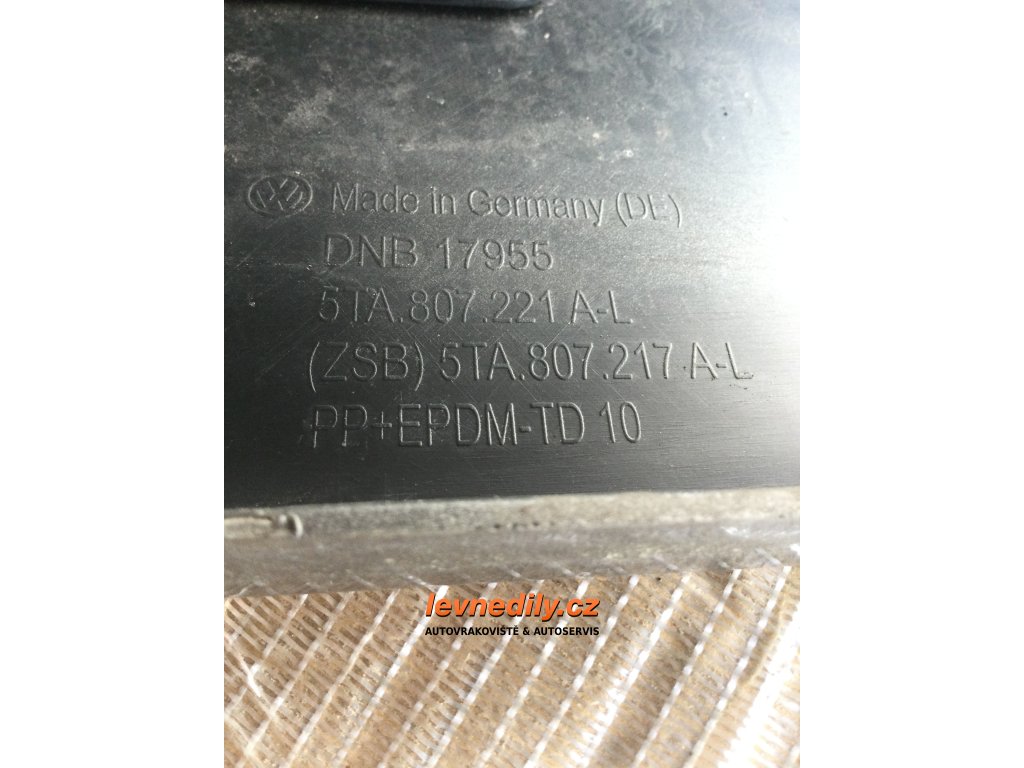 Made in Germany (DE)
DNB 17955
5TA.807.221 A-L
(ZSB) 5TA.807.217 A-L
PP+EPDM-TD 10
levnedily.cz
AUTOVRAKOVIŠTĚ & AUTOSERVIS